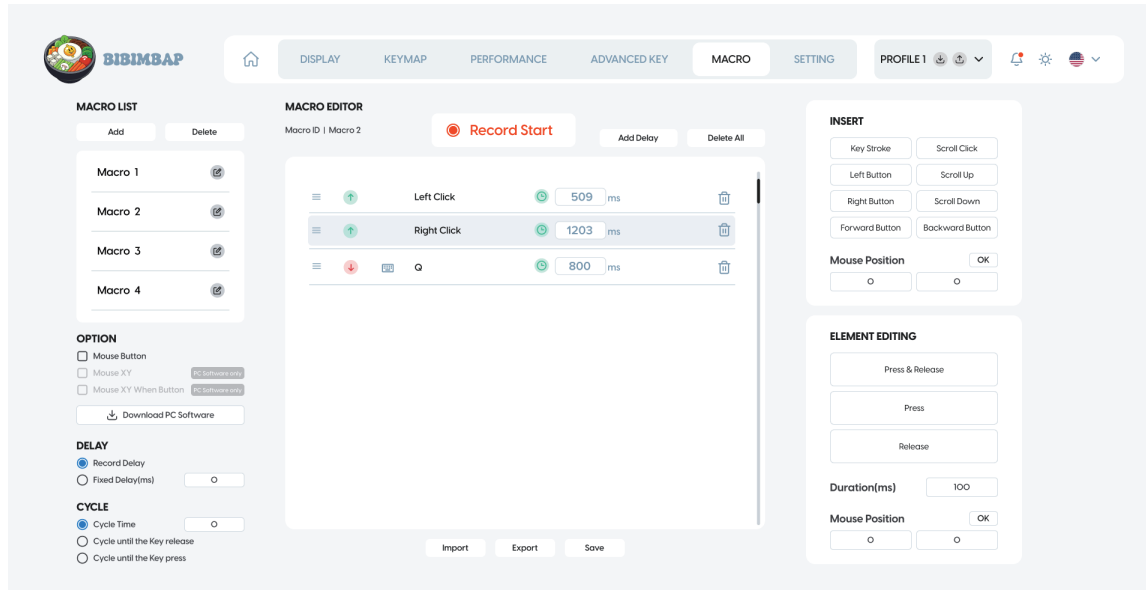 BIBIMBAP
DISPLAY KEYMAP PERFORMANCE ADVANCED KEY MACRO SETTING
PROFILE 1
MACRO LIST
Add Delete
Macro 1
Macro 2
Macro 3
Macro 4
OPTION
Mouse Button
Mouse XY PC Software only
Mouse XY When Button PC Software only
Download PC Software
DELAY
Record Delay
Fixed Delay(ms) 0
CYCLE
Cycle Time 0
Cycle until the Key release
Cycle until the Key press
MACRO EDITOR
Macro ID | Macro 2
Record Start
Add Delay Delete All
Left Click 509 ms
Right Click 1203 ms
Q 800 ms
Import Export Save
INSERT
Key Stroke Scroll Click
Left Button Scroll Up
Right Button Scroll Down
Forward Button Backward Button
Mouse Position OK
0 0
ELEMENT EDITING
Press & Release
Press
Release
Duration(ms) 100
Mouse Position OK
0 0